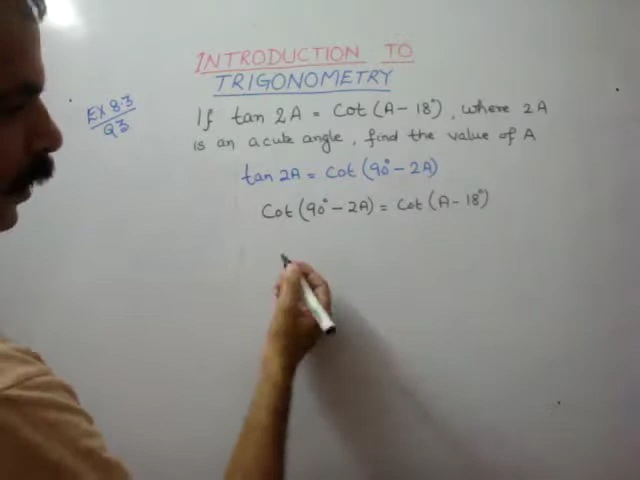 INTRODUCTION TO
TRIGONOMETRY
EX 8.3
Q3
If tan 2A = Cot (A - 18°), where 2A
is an acute angle, find the value of A
tan 2A = Cot (90° - 2A)
Cot (90° - 2A) = Cot (A - 18°)